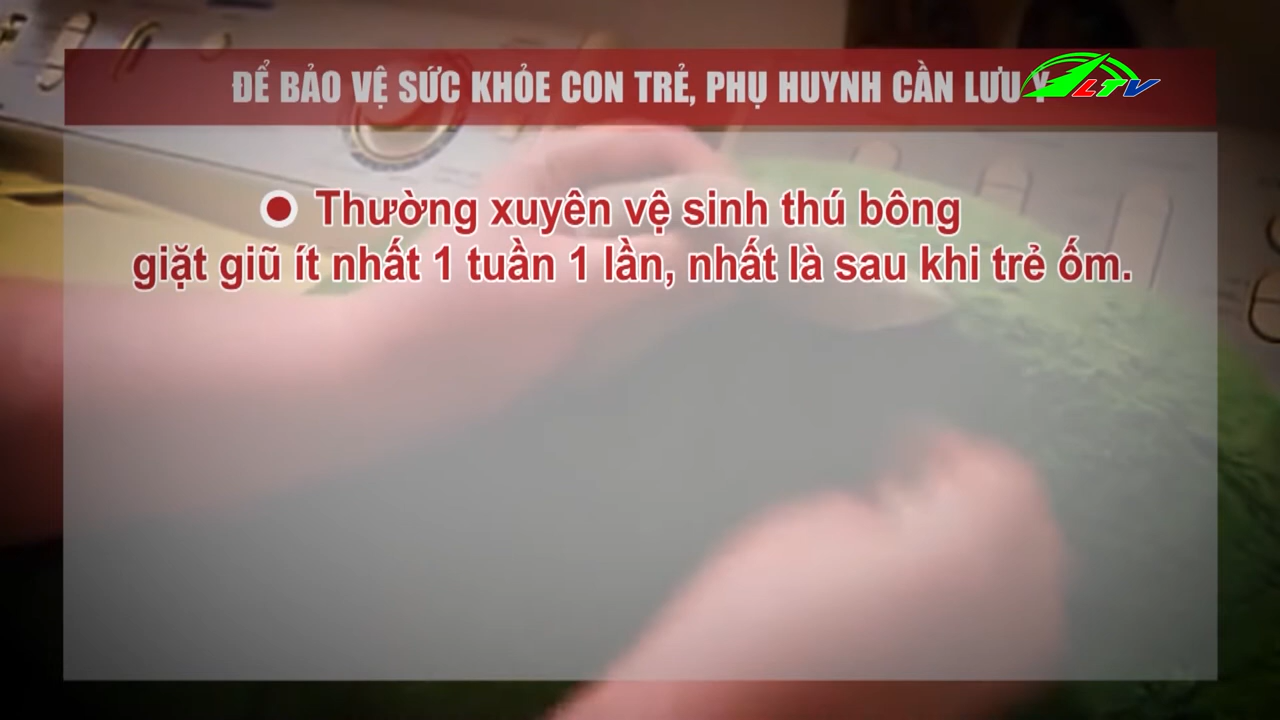 ĐỂ BẢO VỆ SỨC KHỎE CON TRẺ, PHỤ HUYNH CẦN LƯU Ý
LTV
Thường xuyên vệ sinh thú bông
giặt giũ ít nhất 1 tuần 1 lần, nhất là sau khi trẻ ốm.